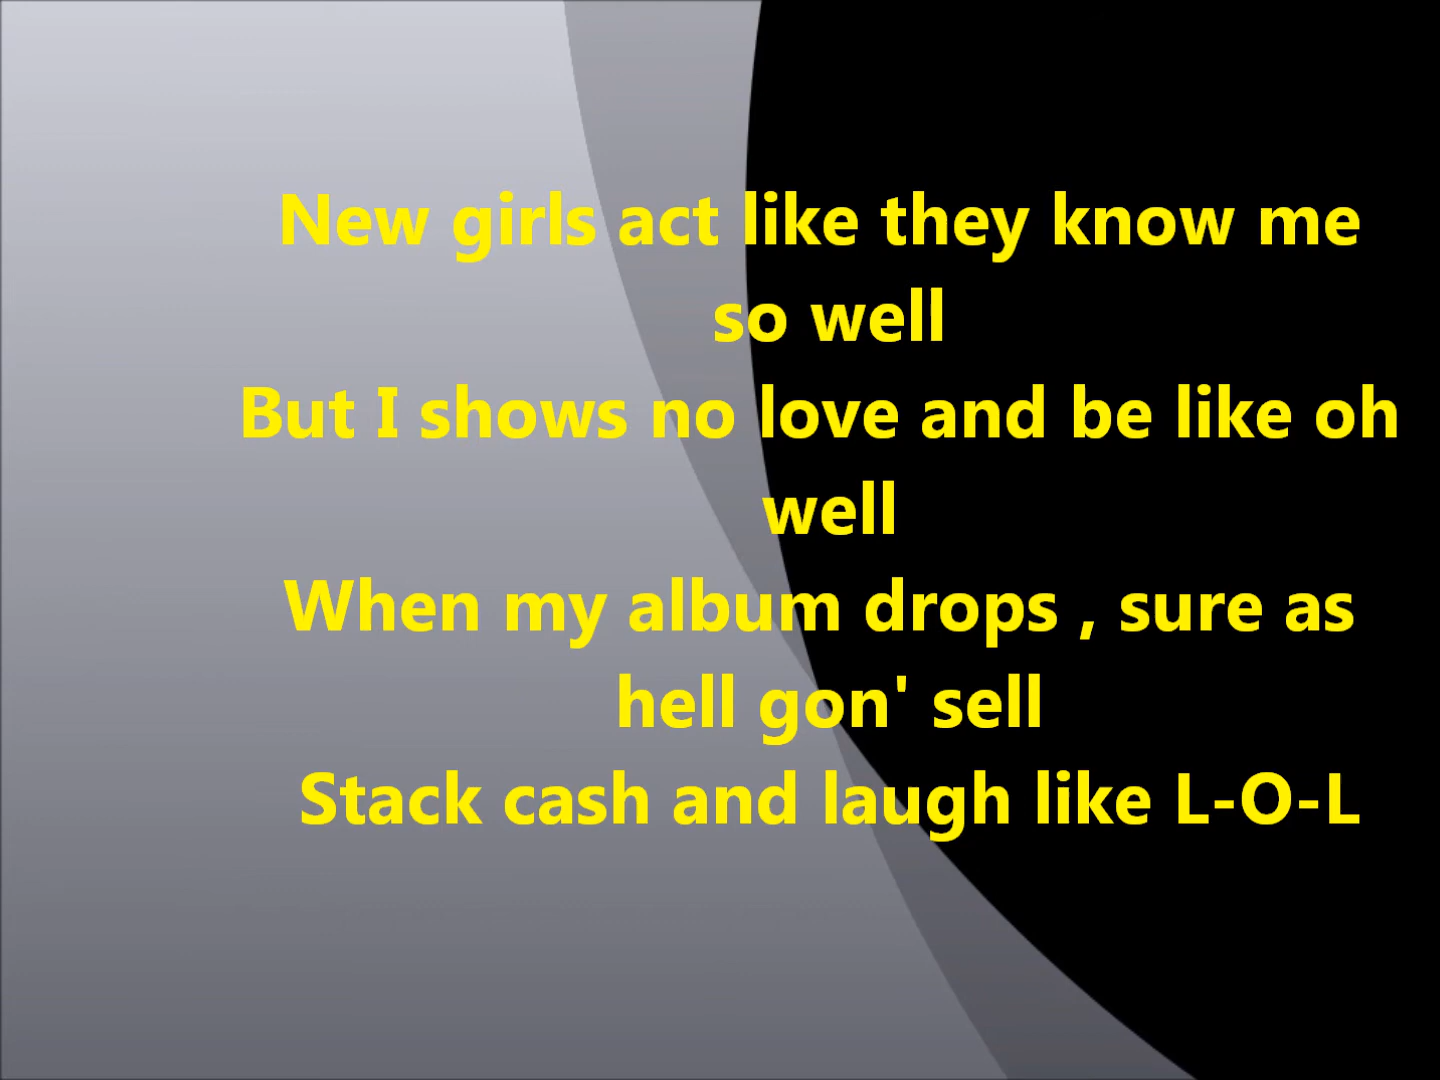 New girls act like they know me
so well
But I shows no love and be like oh
well
When my album drops , sure as
hell gon' sell
Stack cash and laugh like L-O-L